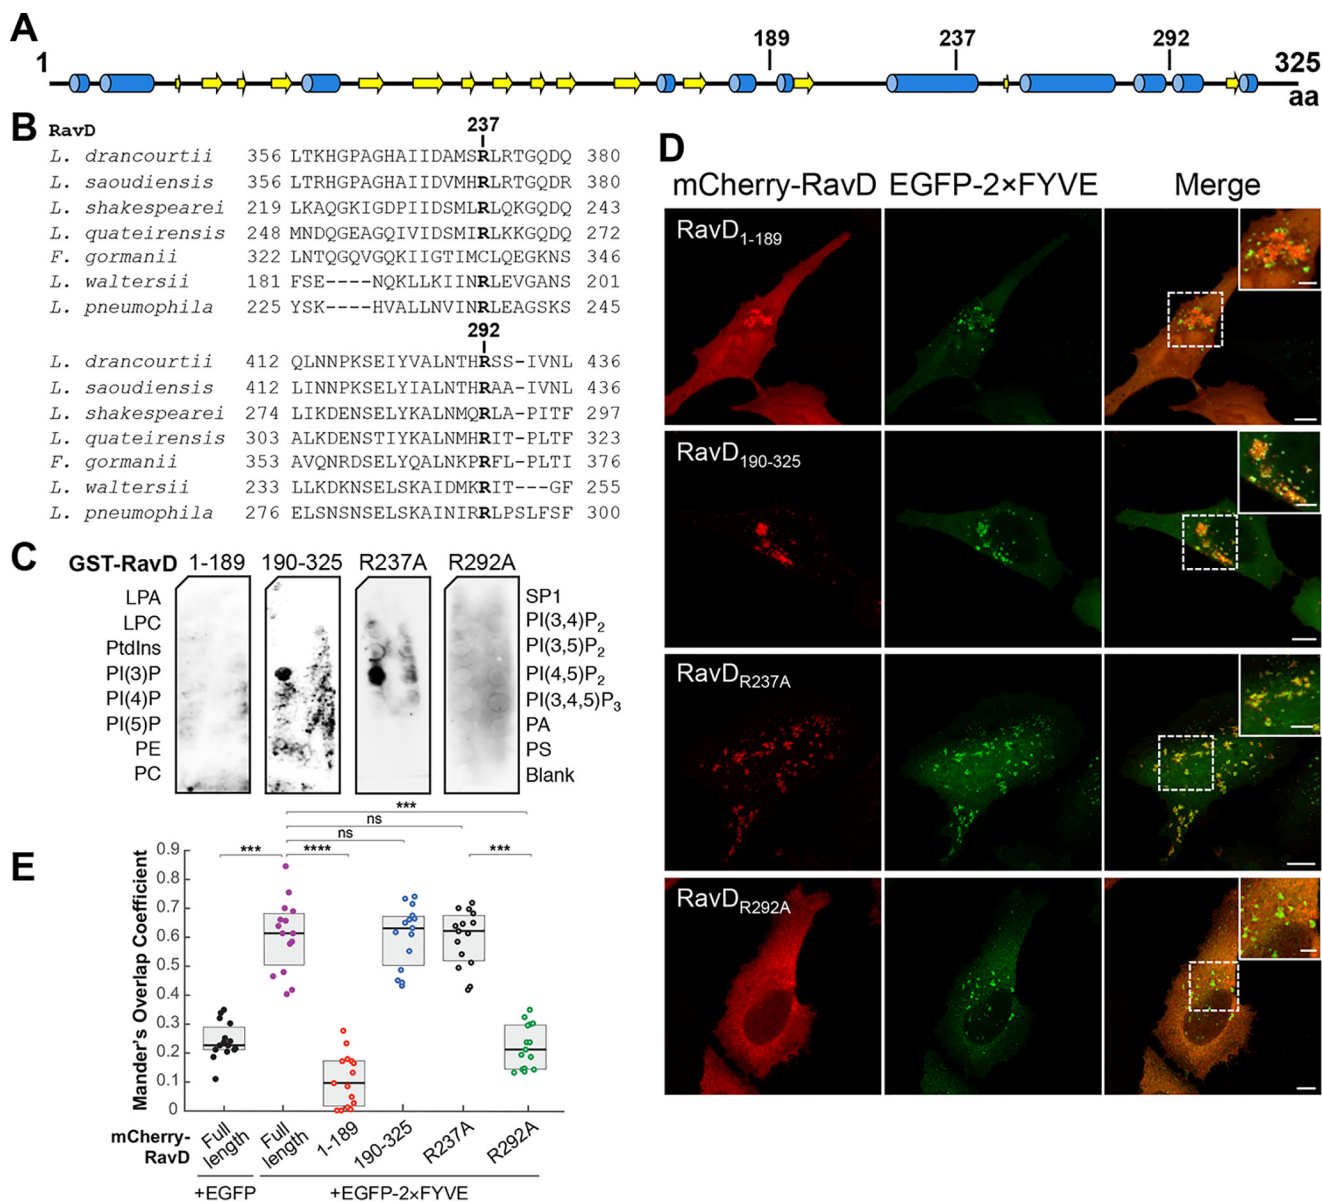 A
1
189
237
292
325
aa
B
RavD
237
L. drancourtii 356 LTKHGPAGHAIIDAMSRLRTGQDQ 380
L. saoudiensis 356 LTRHGPAGHAIIDVMHRLRTGQDR 380
L. shakespearei 219 LKAQGKIGDPIIDSMLRLQKGQDQ 243
L. quateirensis 248 MNDQGEAGQIVIDSMIRLKKGQDQ 272
F. gormanii 322 LNTQGQVGQKIIGTIMCLQEGKNS 346
L. waltersii 181 FSE----NQKLLKIINRLEVGANS 201
L. pneumophila 225 YSK----HVALLNVINRLEAGSKS 245
292
L. drancourtii 412 QLNNPKSEIYVALNTHRSS-IVNL 436
L. saoudiensis 412 LINNPKSELYIALNTHRAA-IVNL 436
L. shakespearei 274 LIKDENSELYKALNMQRLA-PITF 297
L. quateirensis 303 ALKDENSTIYKALNMHRIT-PLTF 323
F. gormanii 353 AVQNRDSELYQALNKPRFL-PLTI 376
L. waltersii 233 LLKDKNSELSKAIDMKRIT---GF 255
L. pneumophila 276 ELSNSNSELSKAINIRRLPSLFSF 300
C
GST-RavD 1-189 190-325 R237A R292A
LPA
LPC
PtdIns
PI(3)P
PI(4)P
PI(5)P
PE
PC
SP1
PI(3,4)P2
PI(3,5)P2
PI(4,5)P2
PI(3,4,5)P3
PA
PS
Blank
D
mCherry-RavD EGFP-2×FYVE Merge
RavD1-189
RavD190-325
RavDR237A
RavDR292A
E
***
ns
ns
*** **** ***
Mander's Overlap Coefficient
0.9
0.8
0.7
0.6
0.5
0.4
0.3
0.2
0.1
0
mCherry-
RavD
Full
length
Full
length
1-189
190-325
R237A
R292A
+EGFP
+EGFP-2×FYVE